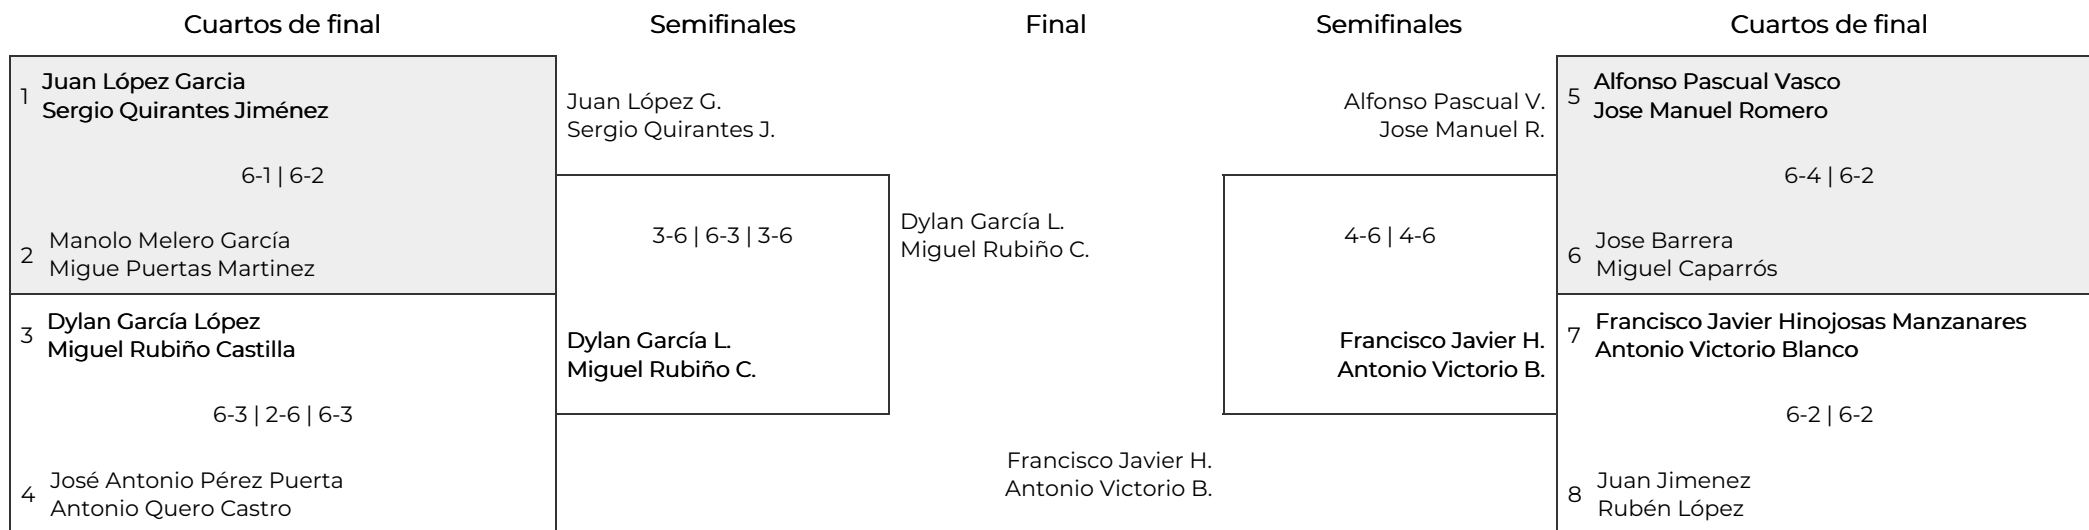 Cuartos de final
Semifinales
Final
Semifinales
Cuartos de final
1
Juan López Garcia
Sergio Quirantes Jiménez
6-1 | 6-2
2
Manolo Melero García
Migue Puertas Martinez
3
Dylan García López
Miguel Rubiño Castilla
6-3 | 2-6 | 6-3
4
José Antonio Pérez Puerta
Antonio Quero Castro
Juan López G.
Sergio Quirantes J.
3-6 | 6-3 | 3-6
Dylan García L.
Miguel Rubiño C.
Dylan García L.
Miguel Rubiño C.
Francisco Javier H.
Antonio Victorio B.
Alfonso Pascual V.
Jose Manuel R.
4-6 | 4-6
Francisco Javier H.
Antonio Victorio B.
5
Alfonso Pascual Vasco
Jose Manuel Romero
6-4 | 6-2
6
Jose Barrera
Miguel Caparrós
7
Francisco Javier Hinojosas Manzanares
Antonio Victorio Blanco
6-2 | 6-2
8
Juan Jimenez
Rubén López